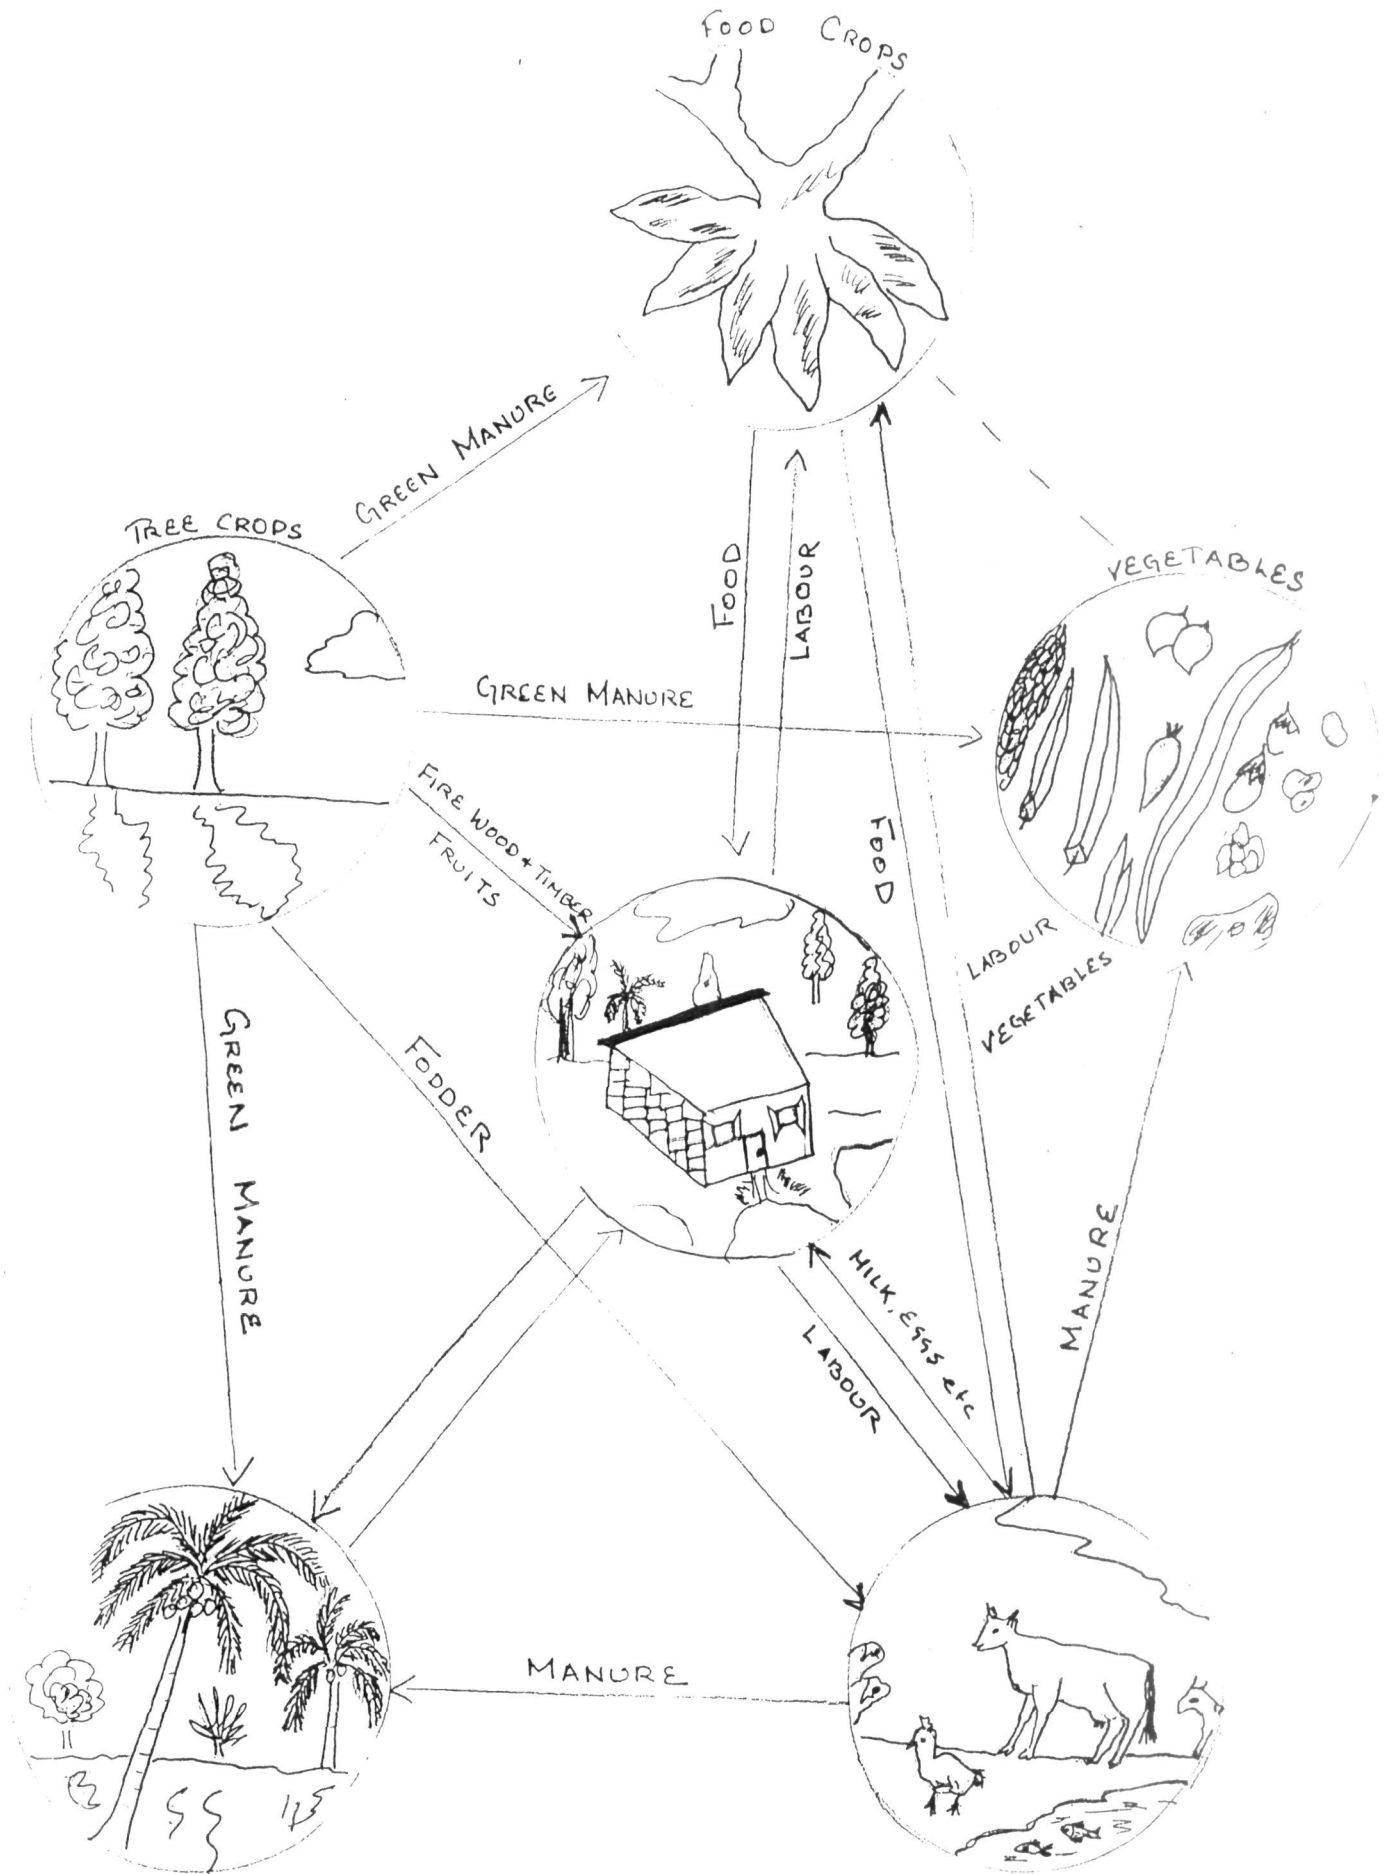 FOOD CROPS
GREEN MANURE
TREE CROPS
FOOD
LABOUR
VEGETABLES
GREEN MANURE
FIRE WOOD + TIMBER
FRUITS
FOOD
LABOUR
VEGETABLES
GREEN MANURE
FODDER
MILK, EGGS etc
LABOUR
MANURE
MANURE